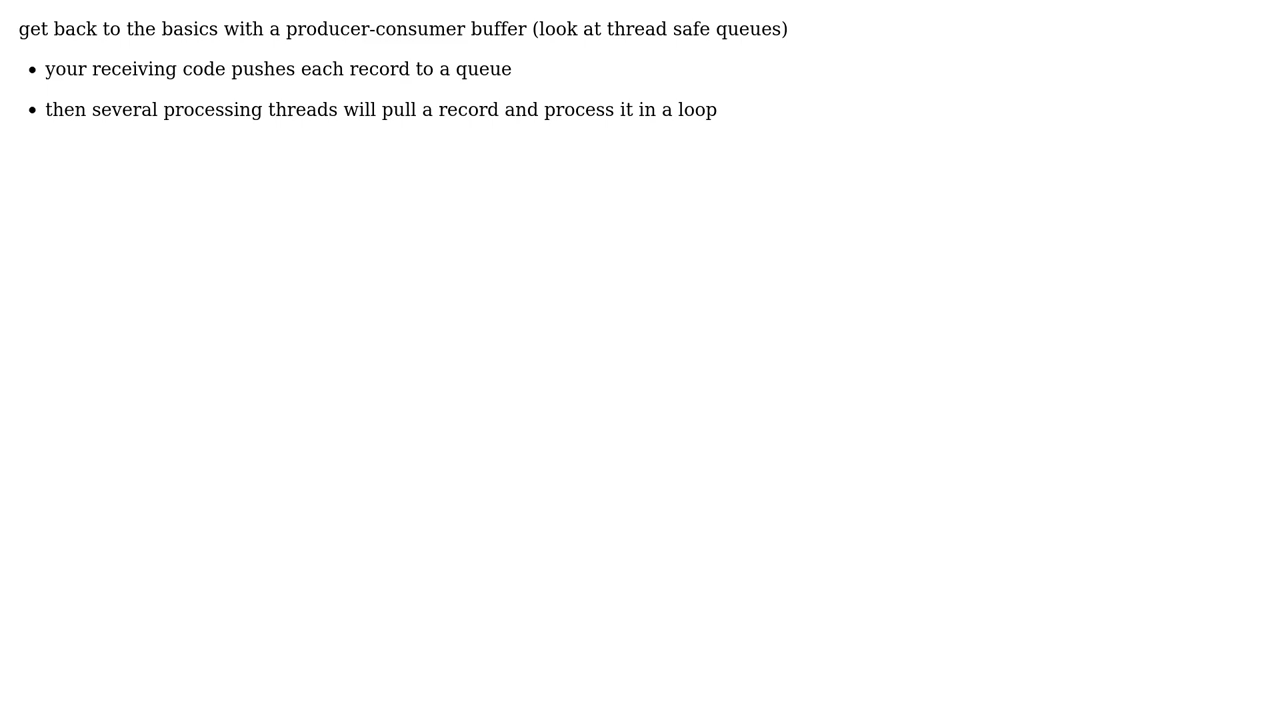 get back to the basics with a producer-consumer buffer (look at thread safe queues)
• your receiving code pushes each record to a queue
• then several processing threads will pull a record and process it in a loop